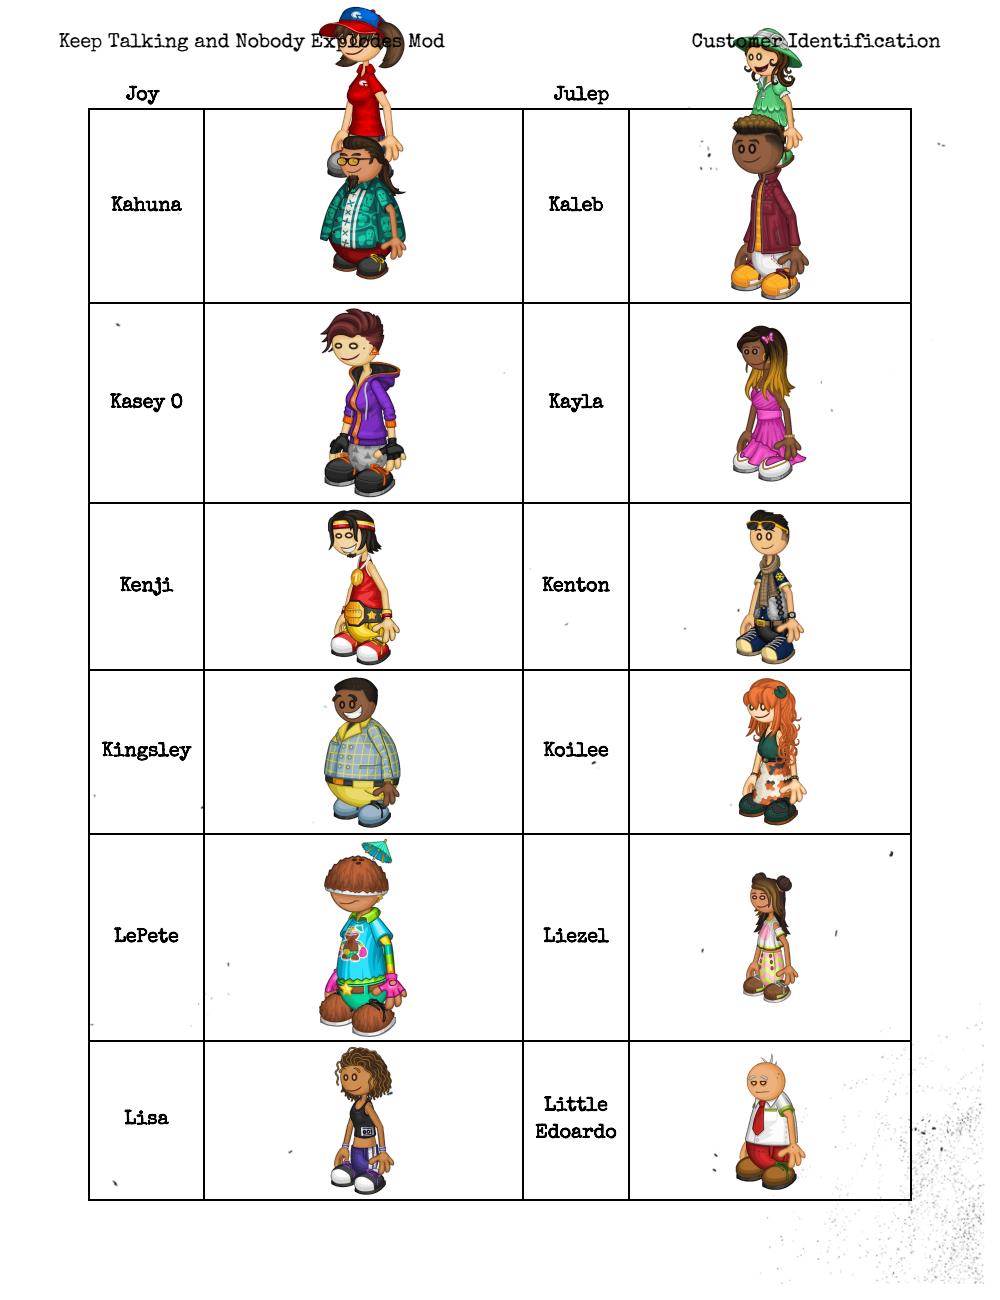 Keep Talking and Nobody Explodes Mod
Customer Identification
Joy
Julep
Kahuna
Kaleb
Kasey O
Kayla
Kenji
Kenton
Kingsley
Koilee
LePete
Liezel
Lisa
Little
Edoardo